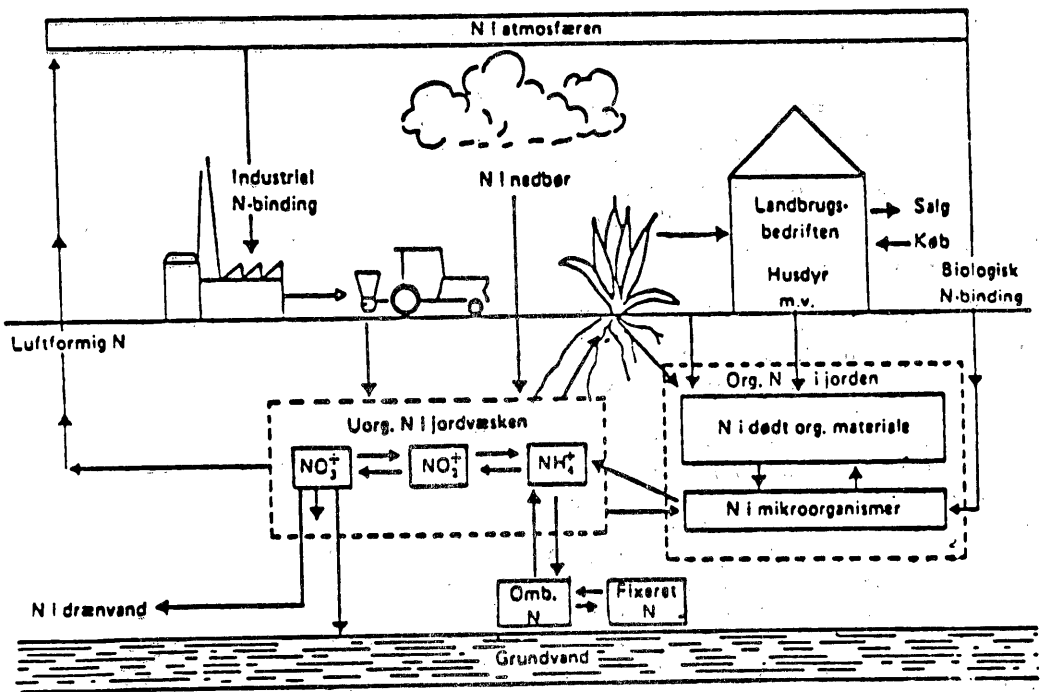 N i atmosfæren
Industriel
N-binding
N i nedbør
Landbrugs-
bedriften
Husdyr
m.v.
Salg
Køb
Biologisk
N-binding
Luftformig N
Uorg. N i jordvæsken
NO₃⁺
NO₂⁺
NH₄⁺
Org. N i jorden
N i dødt org. materiale
N i mikroorganismer
N i drænvand
Omb.
N
Fixeret
N
Grundvand